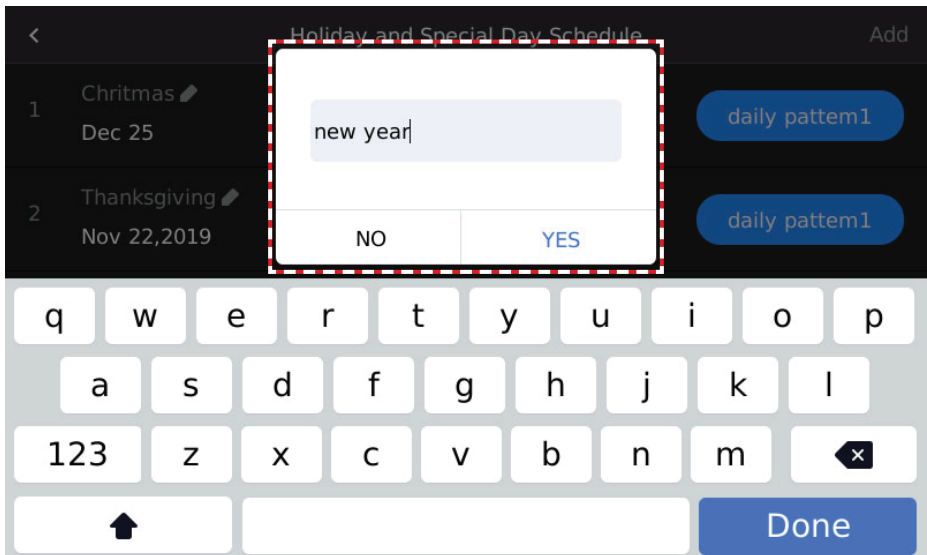 Holiday and Special Day Schedule
Add
1
Chritmas
Dec 25
daily pattem1
2
Thanksgiving
Nov 22,2019
daily pattem1
new year
NO
YES
q w e r t y u i o p
a s d f g h j k l
123 z x c v b n m
Done